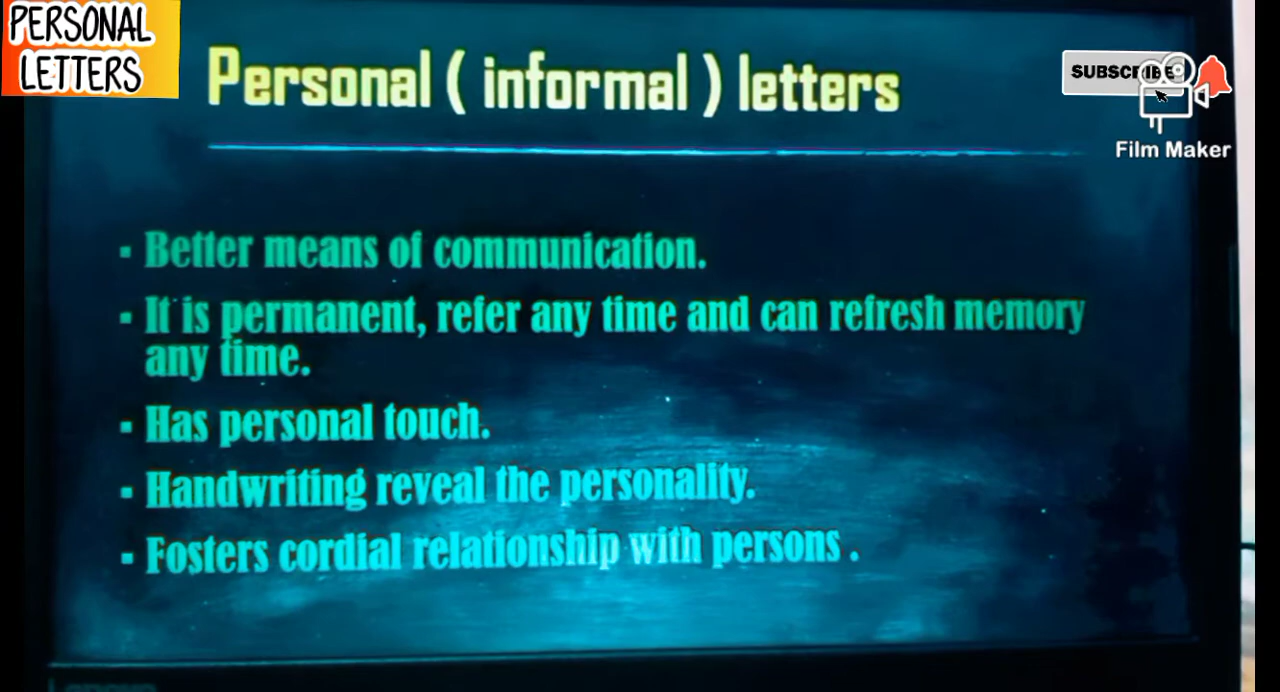 PERSONAL
LETTERS
Personal ( informal ) letters
SUBSCRIBE
Film Maker
▪ Better means of communication.
▪ It is permanent, refer any time and can refresh memory
any time.
▪ Has personal touch.
▪ Handwriting reveal the personality.
▪ Fosters cordial relationship with persons .